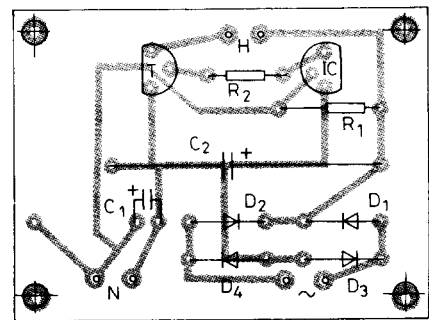 H
T
IC
R₂
R₁
C₂ +
+
C₁
D₂
D₁
N
D₄
~
D₃